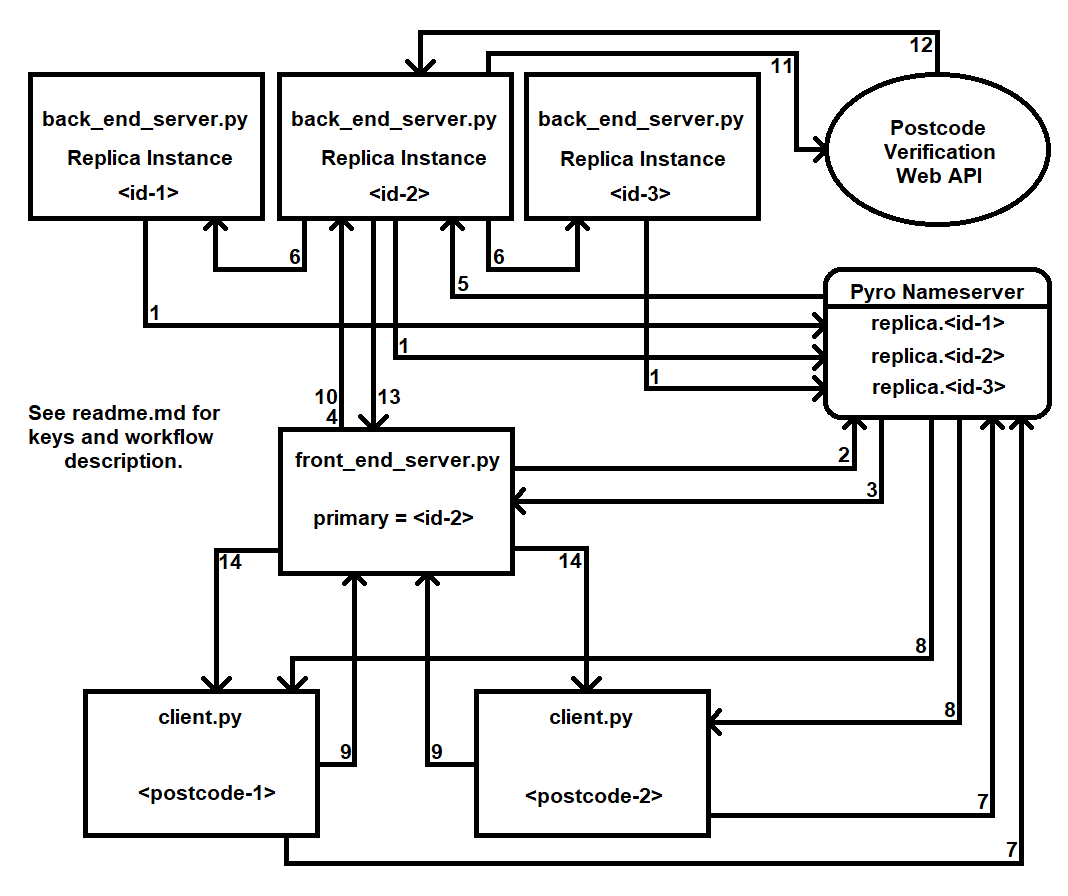 12
11
back_end_server.py
Replica Instance
<id-1>
back_end_server.py
Replica Instance
<id-2>
back_end_server.py
Replica Instance
<id-3>
Postcode
Verification
Web API
6
6
5
1
1
1
Pyro Nameserver
replica.<id-1>
replica.<id-2>
replica.<id-3>
10
4
13
See readme.md for
keys and workflow
description.
front_end_server.py
primary = <id-2>
2
3
14
14
8
8
client.py
<postcode-1>
9
9
client.py
<postcode-2>
7
7